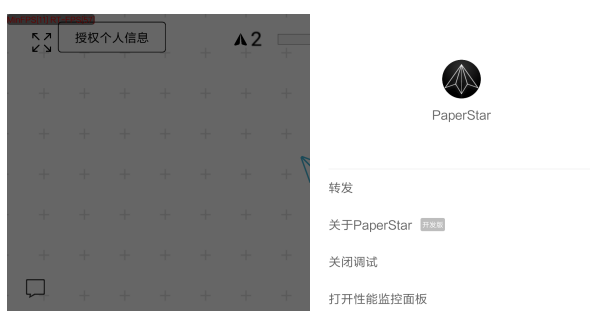 授权个人信息
2
PaperStar
转发
关于PaperStar 开发版
关闭调试
打开性能监控面板